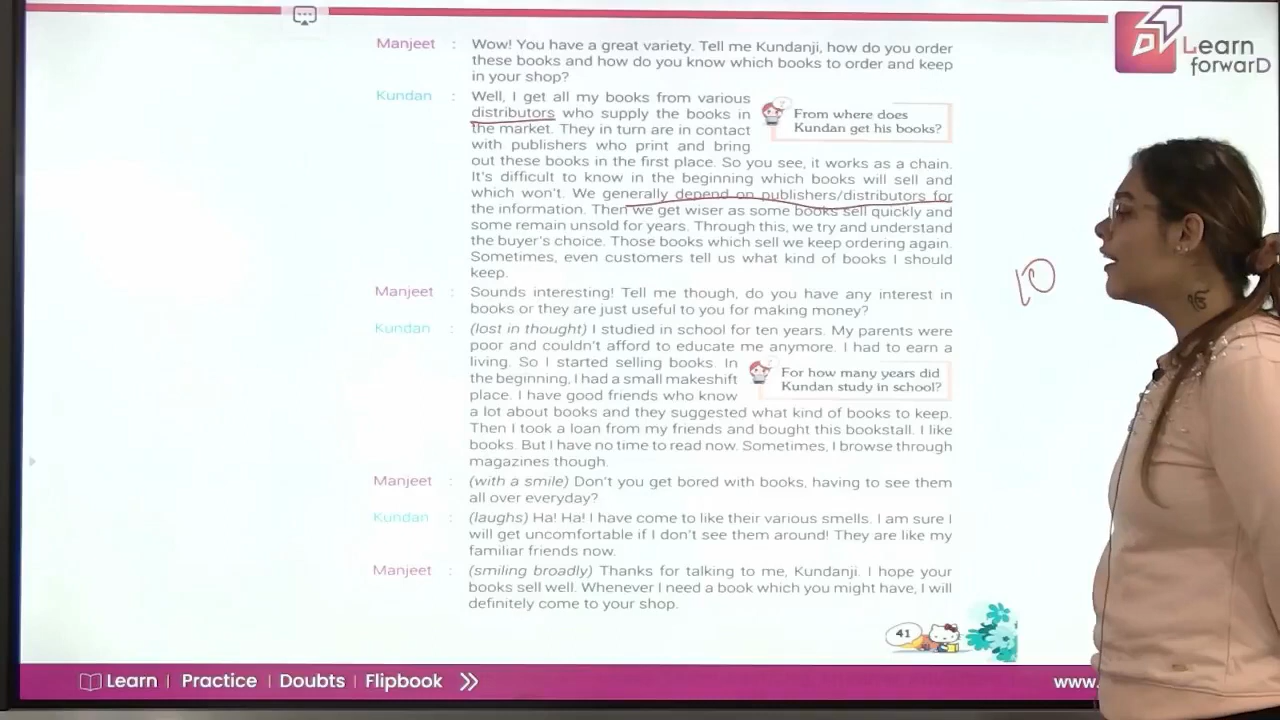 Learn
forwarD
Manjeet : Wow! You have a great variety. Tell me Kundanji, how do you order
these books and how do you know which books to order and keep
in your shop?
Kundan : Well, I get all my books from various
distributors who supply the books in
the market. They in turn are in contact
with publishers who print and bring
out these books in the first place. So you see, it works as a chain.
It's difficult to know in the beginning which books will sell and
which won't. We generally depend on publishers/distributors for
the information. Then we get wiser as some books sell quickly and
some remain unsold for years. Through this, we try and understand
the buyer's choice. Those books which sell we keep ordering again.
Sometimes, even customers tell us what kind of books I should
keep.
From where does
Kundan get his books?
Manjeet : Sounds interesting! Tell me though, do you have any interest in
books or they are just useful to you for making money?
10
Kundan : (lost in thought) I studied in school for ten years. My parents were
poor and couldn't afford to educate me anymore. I had to earn a
living. So I started selling books. In
the beginning, I had a small makeshift
place. I have good friends who know
a lot about books and they suggested what kind of books to keep.
Then I took a loan from my friends and bought this bookstall. I like
books. But I have no time to read now. Sometimes, I browse through
magazines though.
For how many years did
Kundan study in school?
Manjeet : (with a smile) Don't you get bored with books, having to see them
all over everyday?
Kundan : (laughs) Ha! Ha! I have come to like their various smells. I am sure I
will get uncomfortable if I don't see them around! They are like my
familiar friends now.
Manjeet : (smiling broadly) Thanks for talking to me, Kundanji. I hope your
books sell well. Whenever I need a book which you might have, I will
definitely come to your shop.
41
Learn | Practice | Doubts | Flipbook
www.